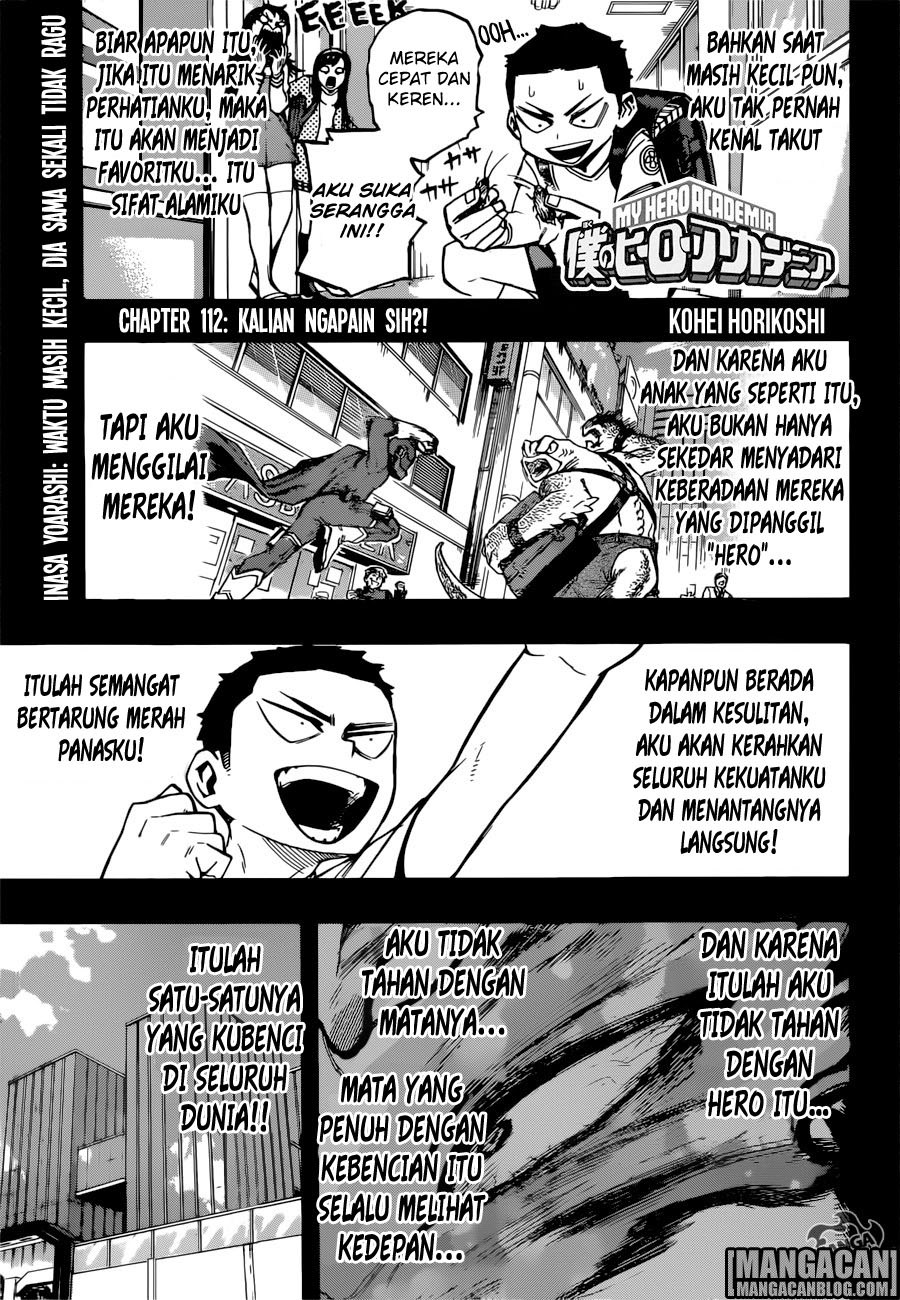 BAHKAN SAAT
MASIH KECIL PUN,
AKU TAK PERNAH
KENAL TAKUT
OOH...
MEREKA
CEPAT DAN
KEREN...
AKU SUKA
SERANGGA
INI!!
カサ
カサ
EEEEEK
BIAR APAPUN ITU,
JIKA ITU MENARIK
PERHATIANKU, MAKA
ITU AKAN MENJADI
FAVORITKU... ITU
SIFAT ALAMIKU
MY HERO ACADEMIA
僕のヒーローアカデミア
INASA YOARASHI: WAKTU MASIH KECIL, DIA SAMA SEKALI TIDAK RAGU
CHAPTER 112: KALIAN NGAPAIN SIH?!
KOHEI HORIKOSHI
DAN KARENA AKU
ANAK YANG SEPERTI ITU,
AKU BUKAN HANYA
SEKEDAR MENYADARI
KEBERADAAN MEREKA
YANG DIPANGGIL
"HERO"...
TAPI AKU
MENGGILAI
MEREKA!
KAPANPUN BERADA
DALAM KESULITAN,
AKU AKAN KERAHKAN
SELURUH KEKUATANKU
DAN MENANTANGNYA
LANGSUNG!
ITULAH SEMANGAT
BERTARUNG MERAH
PANASKU!
DAN KARENA
ITULAH AKU
TIDAK TAHAN
DENGAN
HERO ITU...
AKU TIDAK
TAHAN DENGAN
MATANYA...
MATA YANG
PENUH DENGAN
KEBENCIAN ITU
SELALU MELIHAT
KEDEPAN...
ITULAH
SATU-SATUNYA
YANG KUBENCI
DI SELURUH
DUNIA!!
[MANGACAN]
MANGACANBLOG.COM